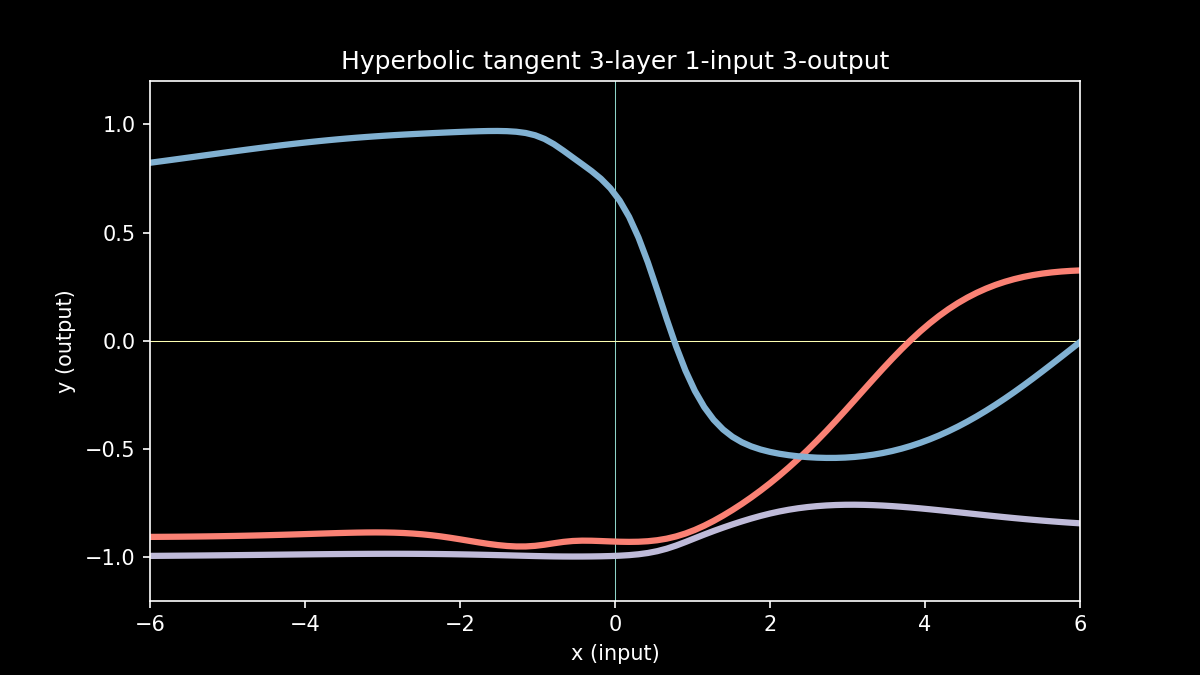 Hyperbolic tangent 3-layer 1-input 3-output
1.0
0.5
0.0
−0.5
−1.0
y (output)
−6 −4 −2 0 2 4 6
x (input)